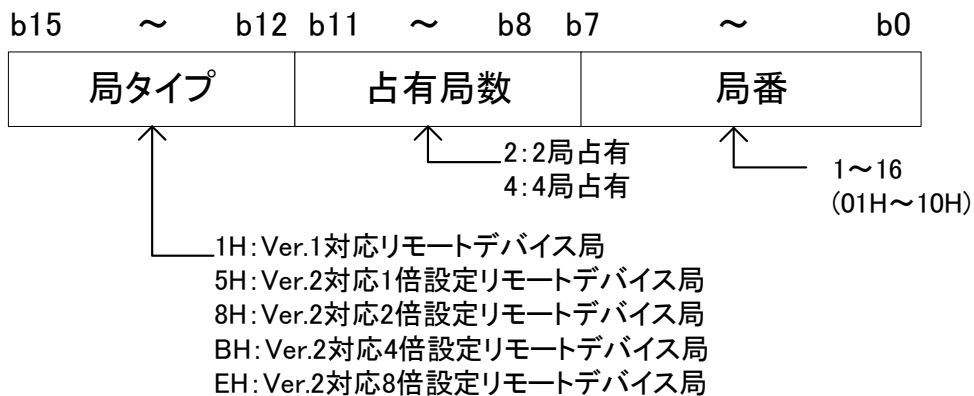 b15 ～ b12 b11 ～ b8 b7 ～ b0
局タイプ 占有局数 局番
2:2局占有
4:4局占有
1～16
(01H～10H)
1H:Ver.1対応リモートデバイス局
5H:Ver.2対応1倍設定リモートデバイス局
8H:Ver.2対応2倍設定リモートデバイス局
BH:Ver.2対応4倍設定リモートデバイス局
EH:Ver.2対応8倍設定リモートデバイス局